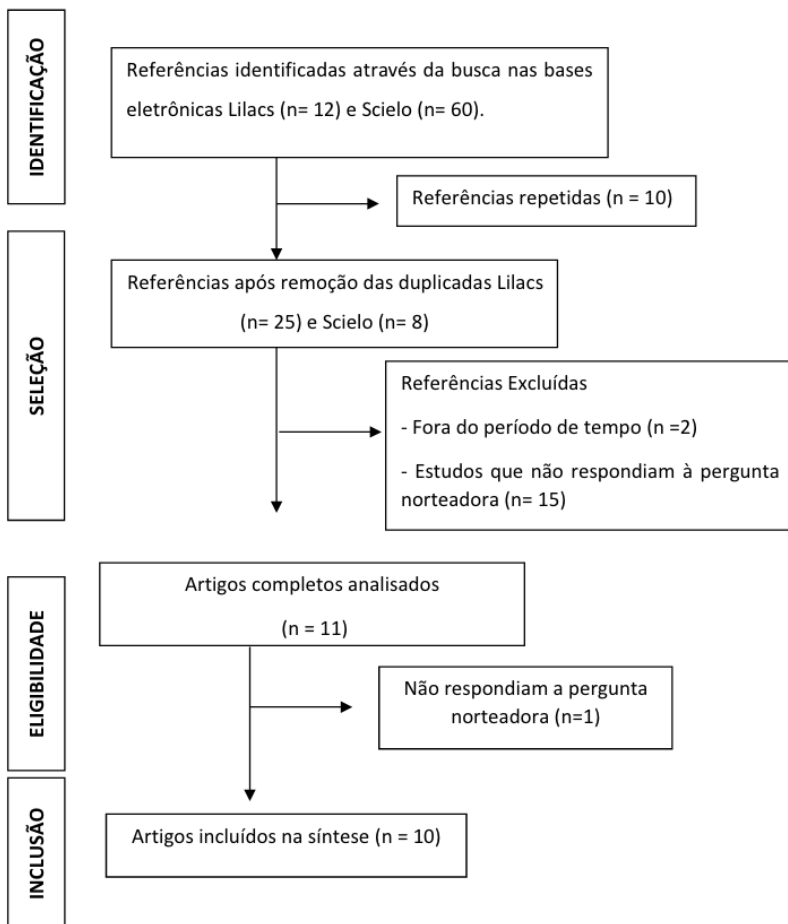 IDENTIFICAÇÃO
Referências identificadas através da busca nas bases
eletrônicas Lilacs (n= 12) e Scielo (n= 60).
Referências repetidas (n = 10)
SELEÇÃO
Referências após remoção das duplicadas Lilacs
(n= 25) e Scielo (n= 8)
Referências Excluídas
- Fora do período de tempo (n =2)
- Estudos que não respondiam à pergunta
norteadora (n= 15)
ELIGIBILIDADE
Artigos completos analisados
(n = 11)
Não respondiam a pergunta
norteadora (n=1)
INCLUSÃO
Artigos incluídos na síntese (n = 10)